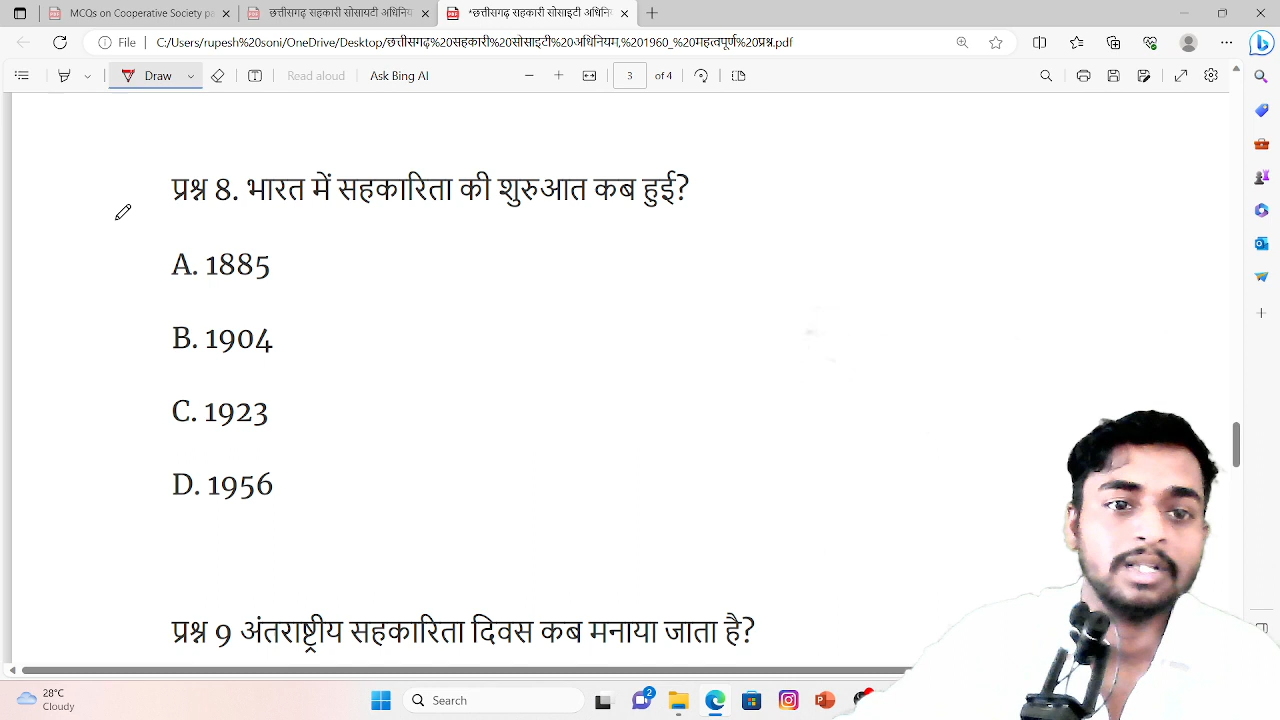 MCQs on Cooperative Society pa
छत्तीसगढ़ सहकारी सोसायटी अधिनिय
*छत्तीसगढ़ सहकारी सोसाइटी अधिनि
File
C:/Users/rupesh%20soni/OneDrive/Desktop/छत्तीसगढ़%20सहकारी%20सोसाइटी%20अधिनियम,%201960_%20महत्वपूर्ण%20प्रश्न.pdf
Draw
Read aloud
Ask Bing AI
3
of 4
प्रश्न 8. भारत में सहकारिता की शुरुआत कब हुई?
A. 1885
B. 1904
C. 1923
D. 1956
प्रश्न 9 अंतराष्ट्रीय सहकारिता दिवस कब मनाया जाता है?
28°C
Cloudy
Search
2